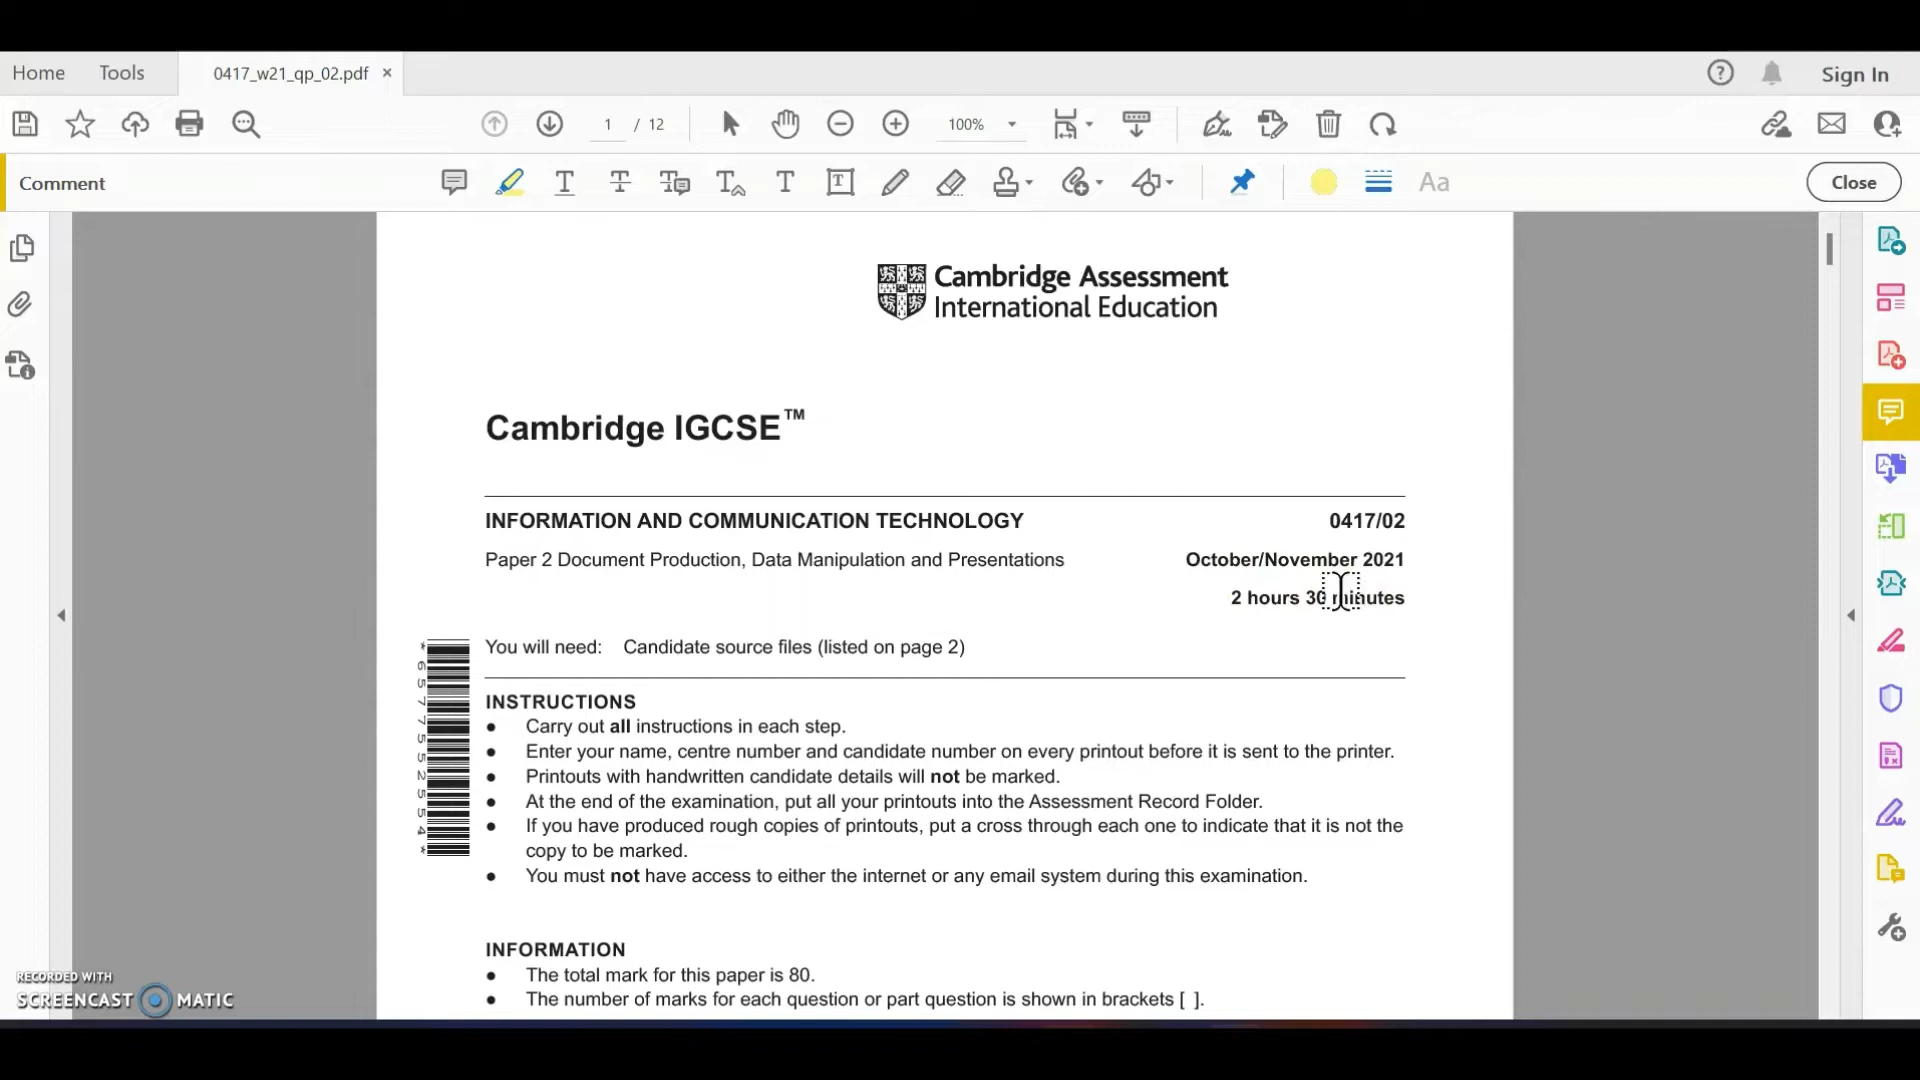 Home Tools 0417_w21_qp_02.pdf × Sign In
1 / 12 100%
Comment Aa Close
Cambridge Assessment
International Education
Cambridge IGCSE™
INFORMATION AND COMMUNICATION TECHNOLOGY 0417/02
Paper 2 Document Production, Data Manipulation and Presentations October/November 2021
2 hours 30 minutes
You will need: Candidate source files (listed on page 2)
*6577552554*
INSTRUCTIONS
● Carry out all instructions in each step.
● Enter your name, centre number and candidate number on every printout before it is sent to the printer.
● Printouts with handwritten candidate details will not be marked.
● At the end of the examination, put all your printouts into the Assessment Record Folder.
● If you have produced rough copies of printouts, put a cross through each one to indicate that it is not the
copy to be marked.
● You must not have access to either the internet or any email system during this examination.
INFORMATION
● The total mark for this paper is 80.
● The number of marks for each question or part question is shown in brackets [ ].
RECORDED WITH
SCREENCAST MATIC